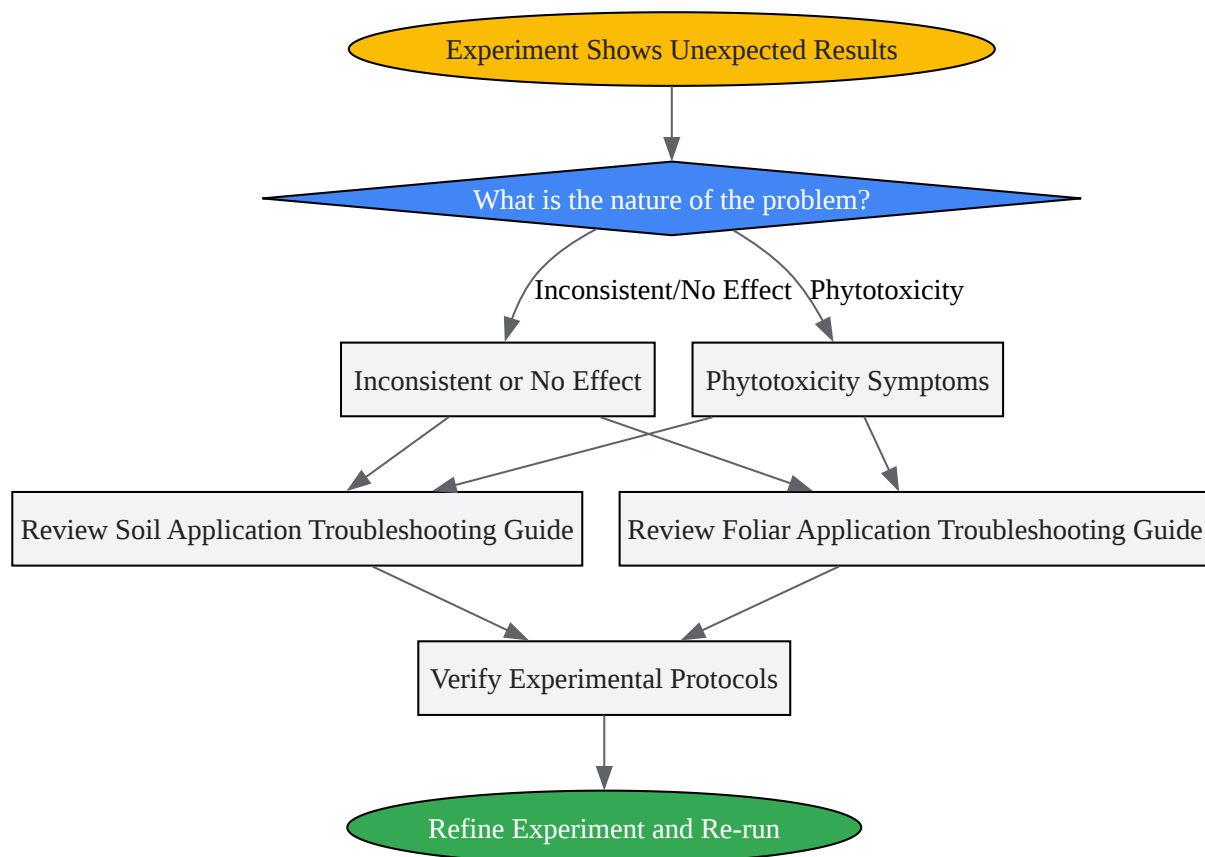 Experiment Shows Unexpected Results
What is the nature of the problem?
Inconsistent/No Effect
Phytotoxicity
Inconsistent or No Effect
Phytotoxicity Symptoms
Review Soil Application Troubleshooting Guide
Review Foliar Application Troubleshooting Guide
Verify Experimental Protocols
Refine Experiment and Re-run